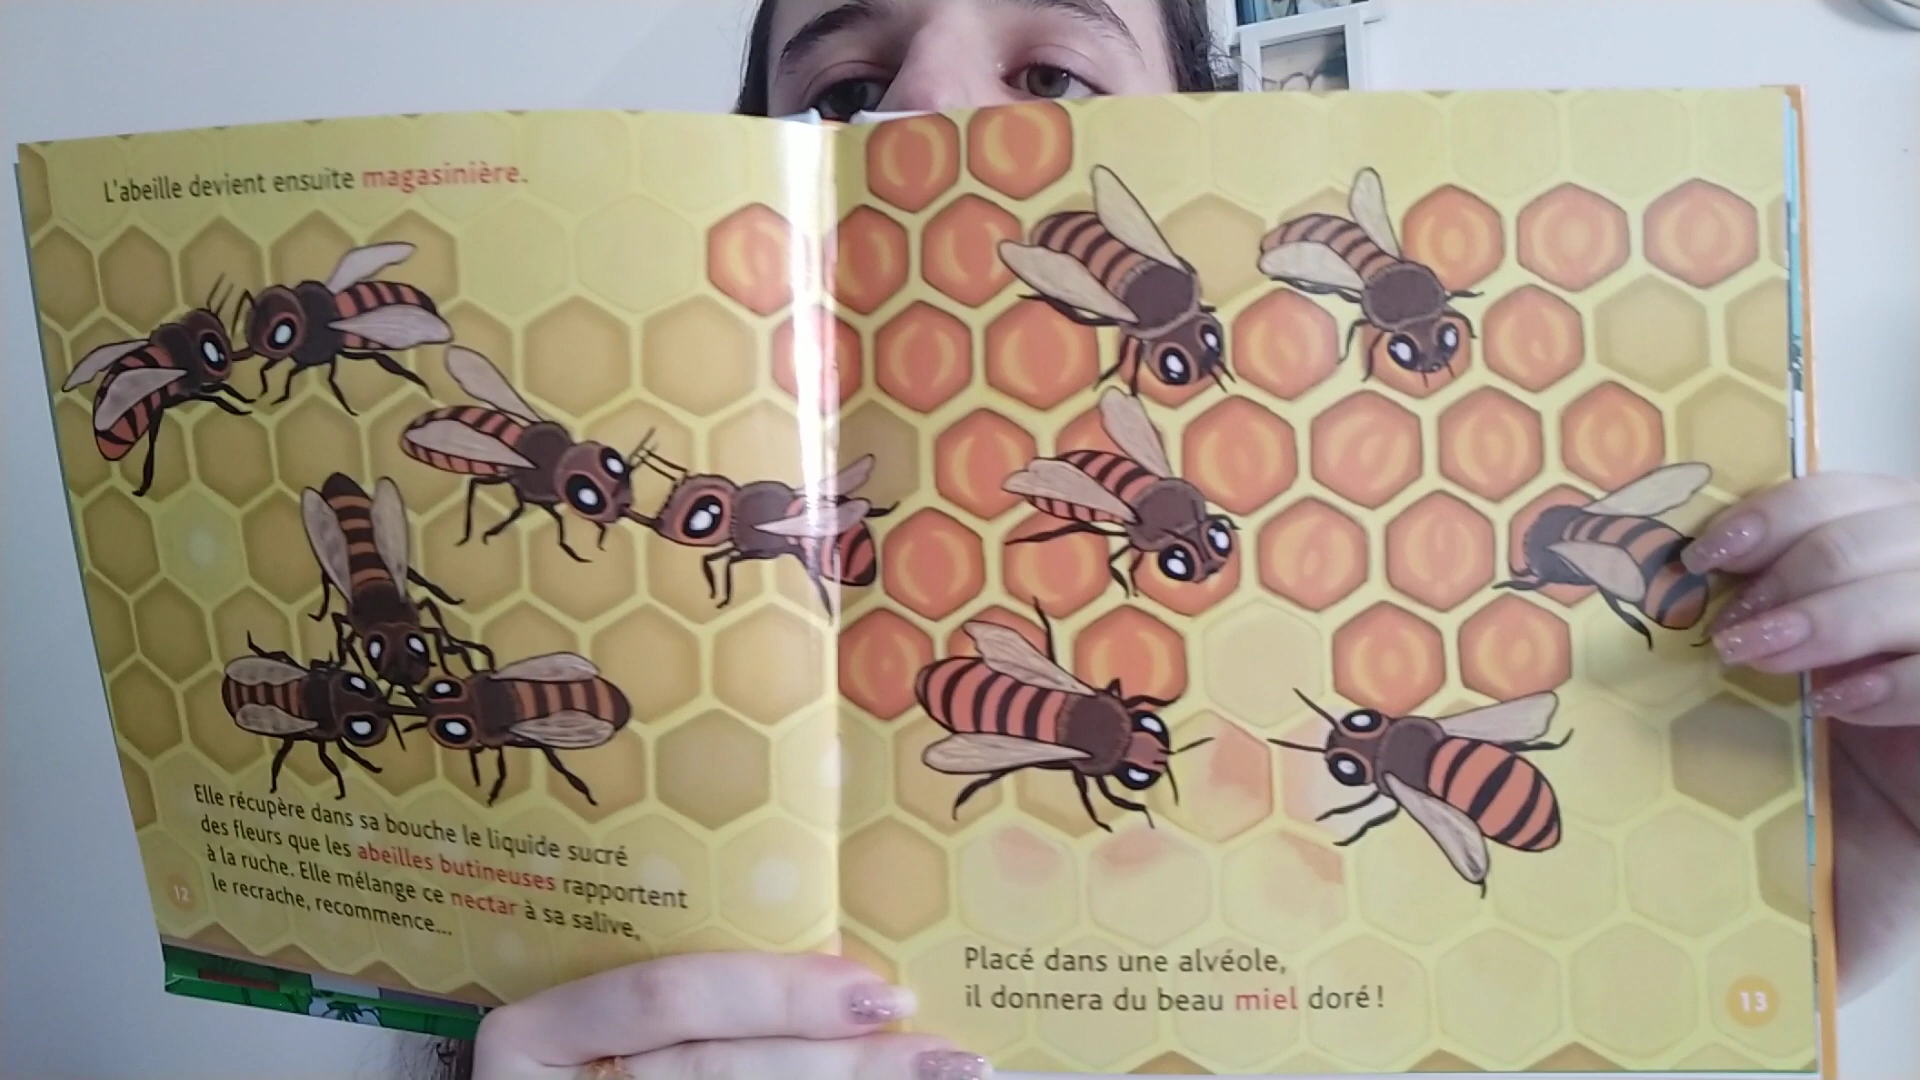 L'abeille devient ensuite magasinière.
Elle récupère dans sa bouche le liquide sucré
des fleurs que les abeilles butineuses rapportent
à la ruche. Elle mélange ce nectar à sa salive,
le recrache, recommence...
12
Placé dans une alvéole,
il donnera du beau miel doré !
13